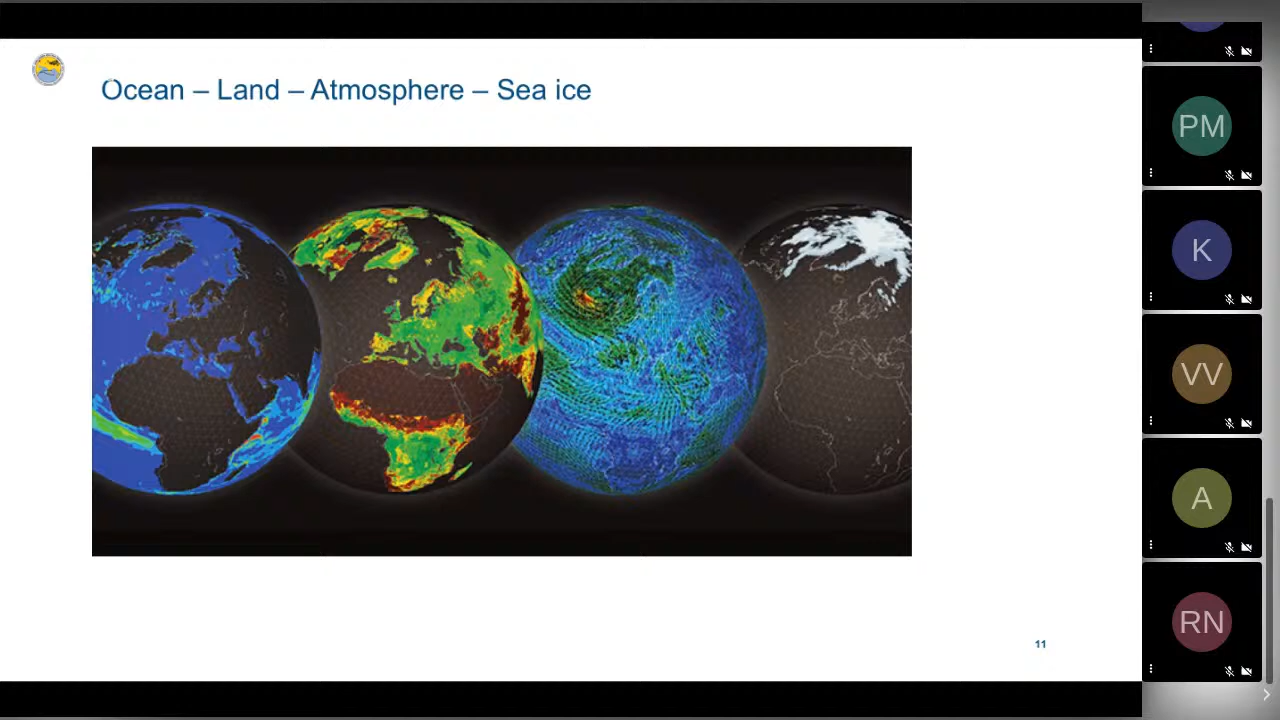 Ocean – Land – Atmosphere – Sea ice
11
PM
K
VV
A
RN